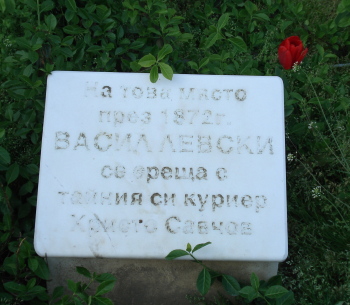 На това място
през 1872г.
ВАСИЛ ЛЕВСКИ
се среща с
тайния си куриер
Христо Савчов